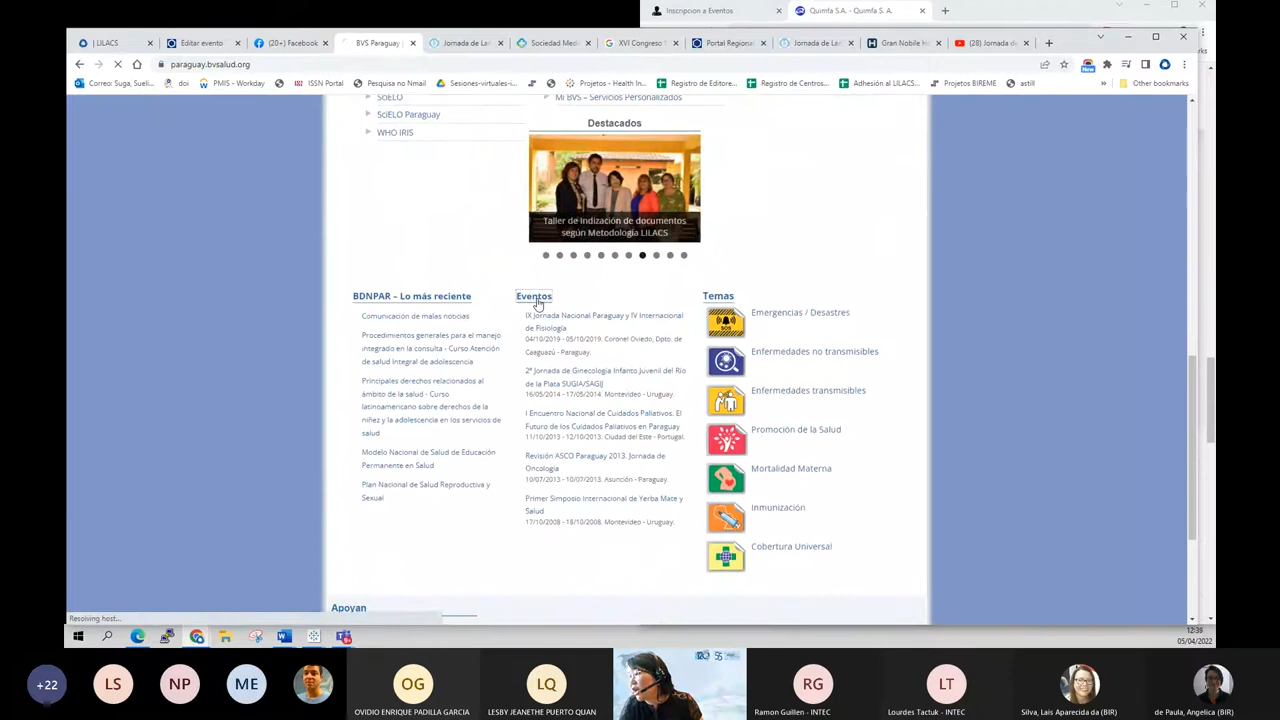 Inscripcion a Eventos
Quimfa S.A. - Quimfa S. A.
LILACS
Editar evento
(20+) Facebook
BVS Paraguay |
Jornada de La
Sociedad Med
XVI Congreso
Portal Regional
Jornada de La
Gran Nobile H
(28) Jornada de
paraguay.bvsalud.org
Correo: Suga, Sueli...
doi
PMIS - Workday
ISSN Portal
Pesquisa no Nmail
Sesiones-virtuales-i...
Projetos – Health In...
Registro de Editore...
Registro de Centros...
Adhesión al LILACS...
Projetos BIREME
astill
Other bookmarks
SciELO
Mi BVS – Servicios Personalizados
SciELO Paraguay
WHO IRIS
Destacados
Taller de indización de documentos
según Metodología LILACS
BDNPAR – Lo más reciente
Comunicación de malas noticias
Procedimientos generales para el manejo
integrado en la consulta - Curso Atención
de salud Integral de adolescencia
Principales derechos relacionados al
ámbito de la salud - Curso
latinoamericano sobre derechos de la
niñez y la adolescencia en los servicios de
salud
Modelo Nacional de Salud de Educación
Permanente en Salud
Plan Nacional de Salud Reproductiva y
Sexual
Eventos
IX Jornada Nacional Paraguay y IV Internacional
de Fisiología
04/10/2019 - 05/10/2019. Coronel Oviedo, Dpto. de
Caaguazú - Paraguay.
2ª Jornada de Ginecología Infanto Juvenil del Río
de la Plata SUGIA/SAGIJ
16/05/2014 - 17/05/2014. Montevideo - Uruguay.
I Encuentro Nacional de Cuidados Paliativos. El
Futuro de los Cuidados Paliativos en Paraguay
11/10/2013 - 12/10/2013. Ciudad del Este - Portugal.
Revisión ASCO Paraguay 2013. Jornada de
Oncología
10/07/2013 - 10/07/2013. Asunción - Paraguay.
Primer Simposio Internacional de Yerba Mate y
Salud
17/10/2008 - 18/10/2008. Montevideo - Uruguay.
Temas
Emergencias / Desastres
Enfermedades no transmisibles
Enfermedades transmisibles
Promoción de la Salud
Mortalidad Materna
Inmunización
Cobertura Universal
Apoyan
Resolving host...
12:39
05/04/2022
+22
LS
NP
ME
OG
LQ
RG
LT
OVIDIO ENRIQUE PADILLA GARCIA
LESBY JEANETHE PUERTO QUAN
Ramon Guillen - INTEC
Lourdes Tactuk - INTEC
Silva, Lais Aparecida da (BIR)
de Paula, Angelica (BIR)